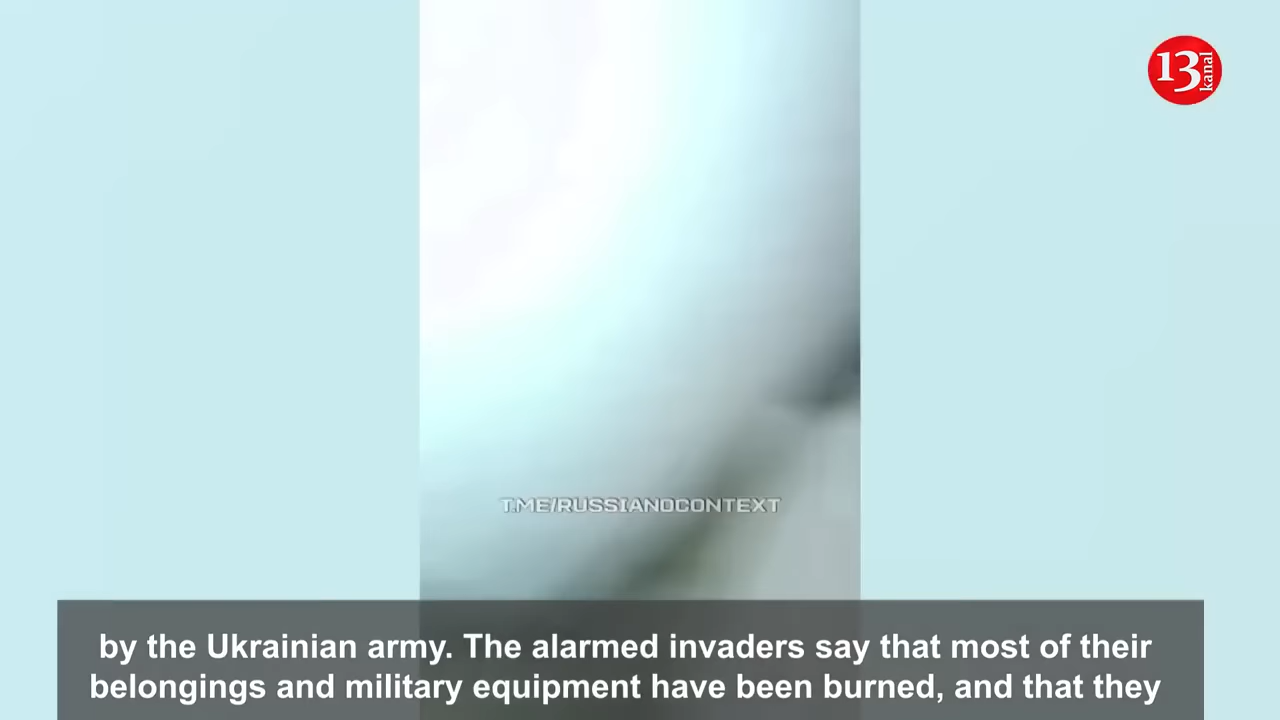 13 kanal
T.ME/RUSSIANOCONTEXT
by the Ukrainian army. The alarmed invaders say that most of their
belongings and military equipment have been burned, and that they